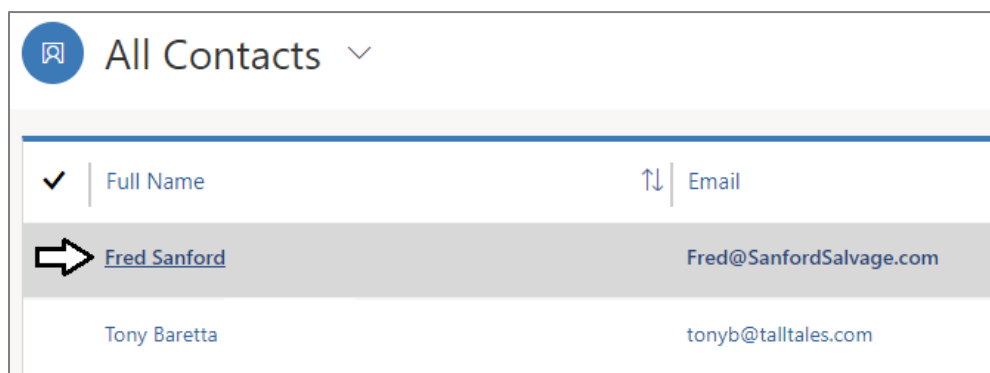 All Contacts
Full Name Email
Fred Sanford Fred@SanfordSalvage.com
Tony Baretta tonyb@talltales.com